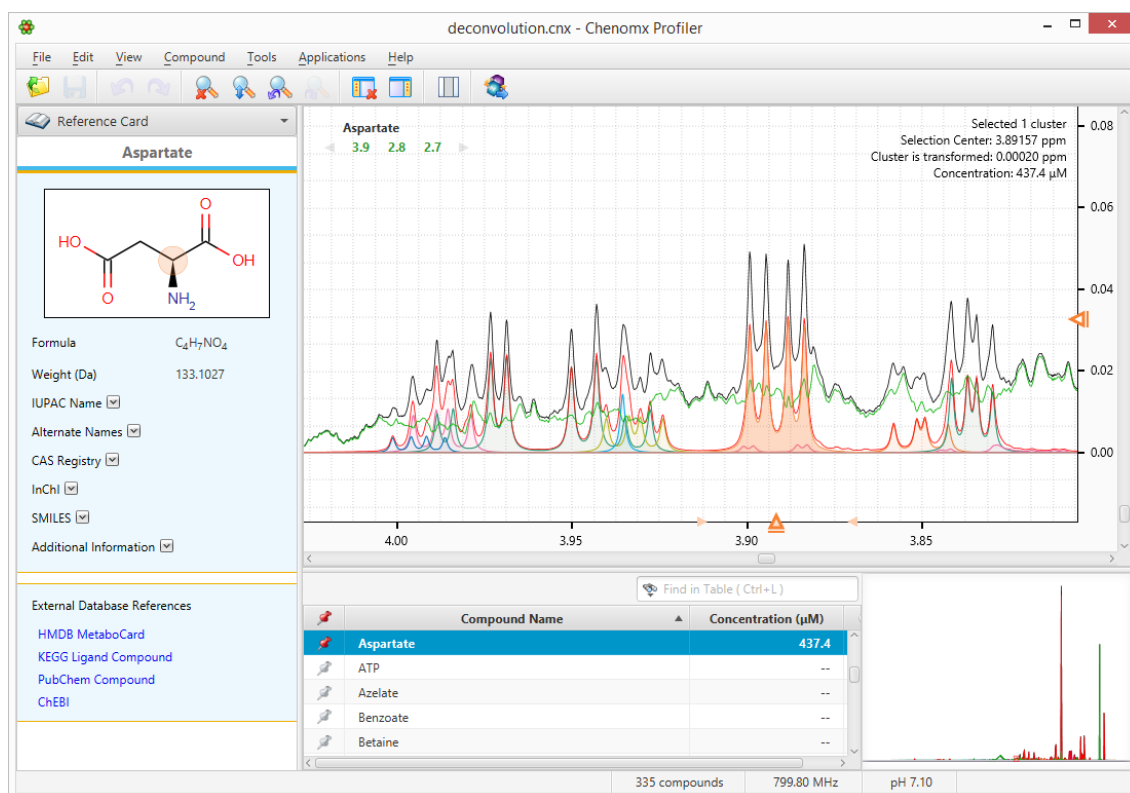 deconvolution.cnx - Chenomx Profiler
File Edit View Compound Tools Applications Help
Reference Card
Aspartate
O
HO
OH
O
NH2
Formula C4H7NO4
Weight (Da) 133.1027
IUPAC Name
Alternate Names
CAS Registry
InChI
SMILES
Additional Information
External Database References
HMDB MetaboCard
KEGG Ligand Compound
PubChem Compound
ChEBI
Aspartate
3.9 2.8 2.7
Selected 1 cluster
Selection Center: 3.89157 ppm
Cluster is transformed: 0.00020 ppm
Concentration: 437.4 µM
0.08
0.06
0.04
0.02
0.00
4.00 3.95 3.90 3.85
Find in Table ( Ctrl+L )
Compound Name Concentration (µM)
Aspartate 437.4
ATP --
Azelate --
Benzoate --
Betaine --
335 compounds 799.80 MHz pH 7.10